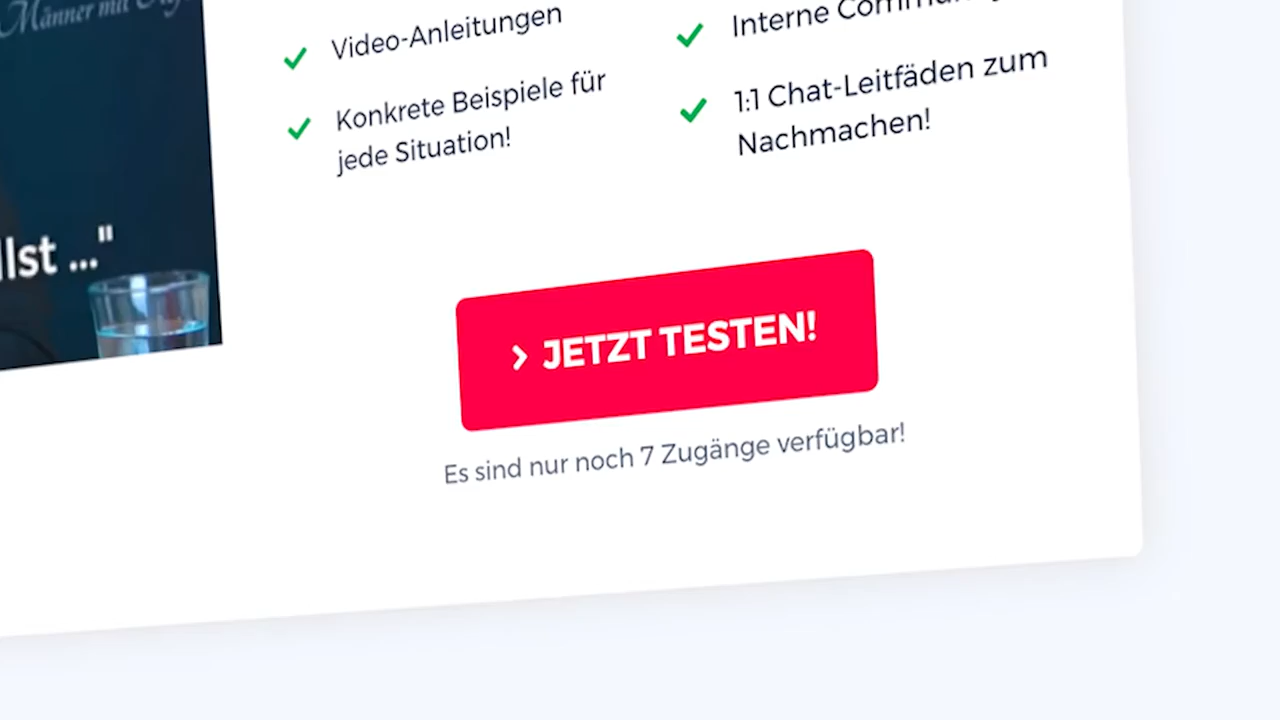 Männer mit
Video-Anleitungen
Konkrete Beispiele für
jede Situation!
Interne
1:1 Chat-Leitfäden zum
Nachmachen!
..."
› JETZT TESTEN!
Es sind nur noch 7 Zugänge verfügbar!